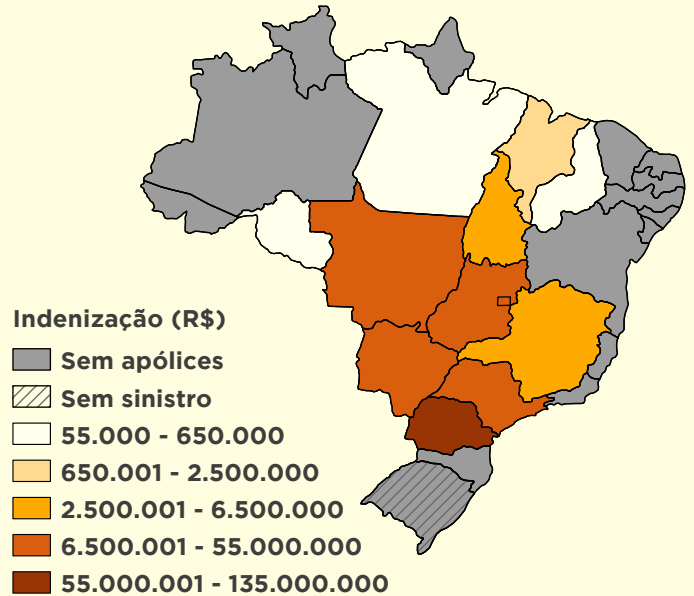 Indenização (R$)
Sem apólices
Sem sinistro
55.000 - 650.000
650.001 - 2.500.000
2.500.001 - 6.500.000
6.500.001 - 55.000.000
55.000.001 - 135.000.000